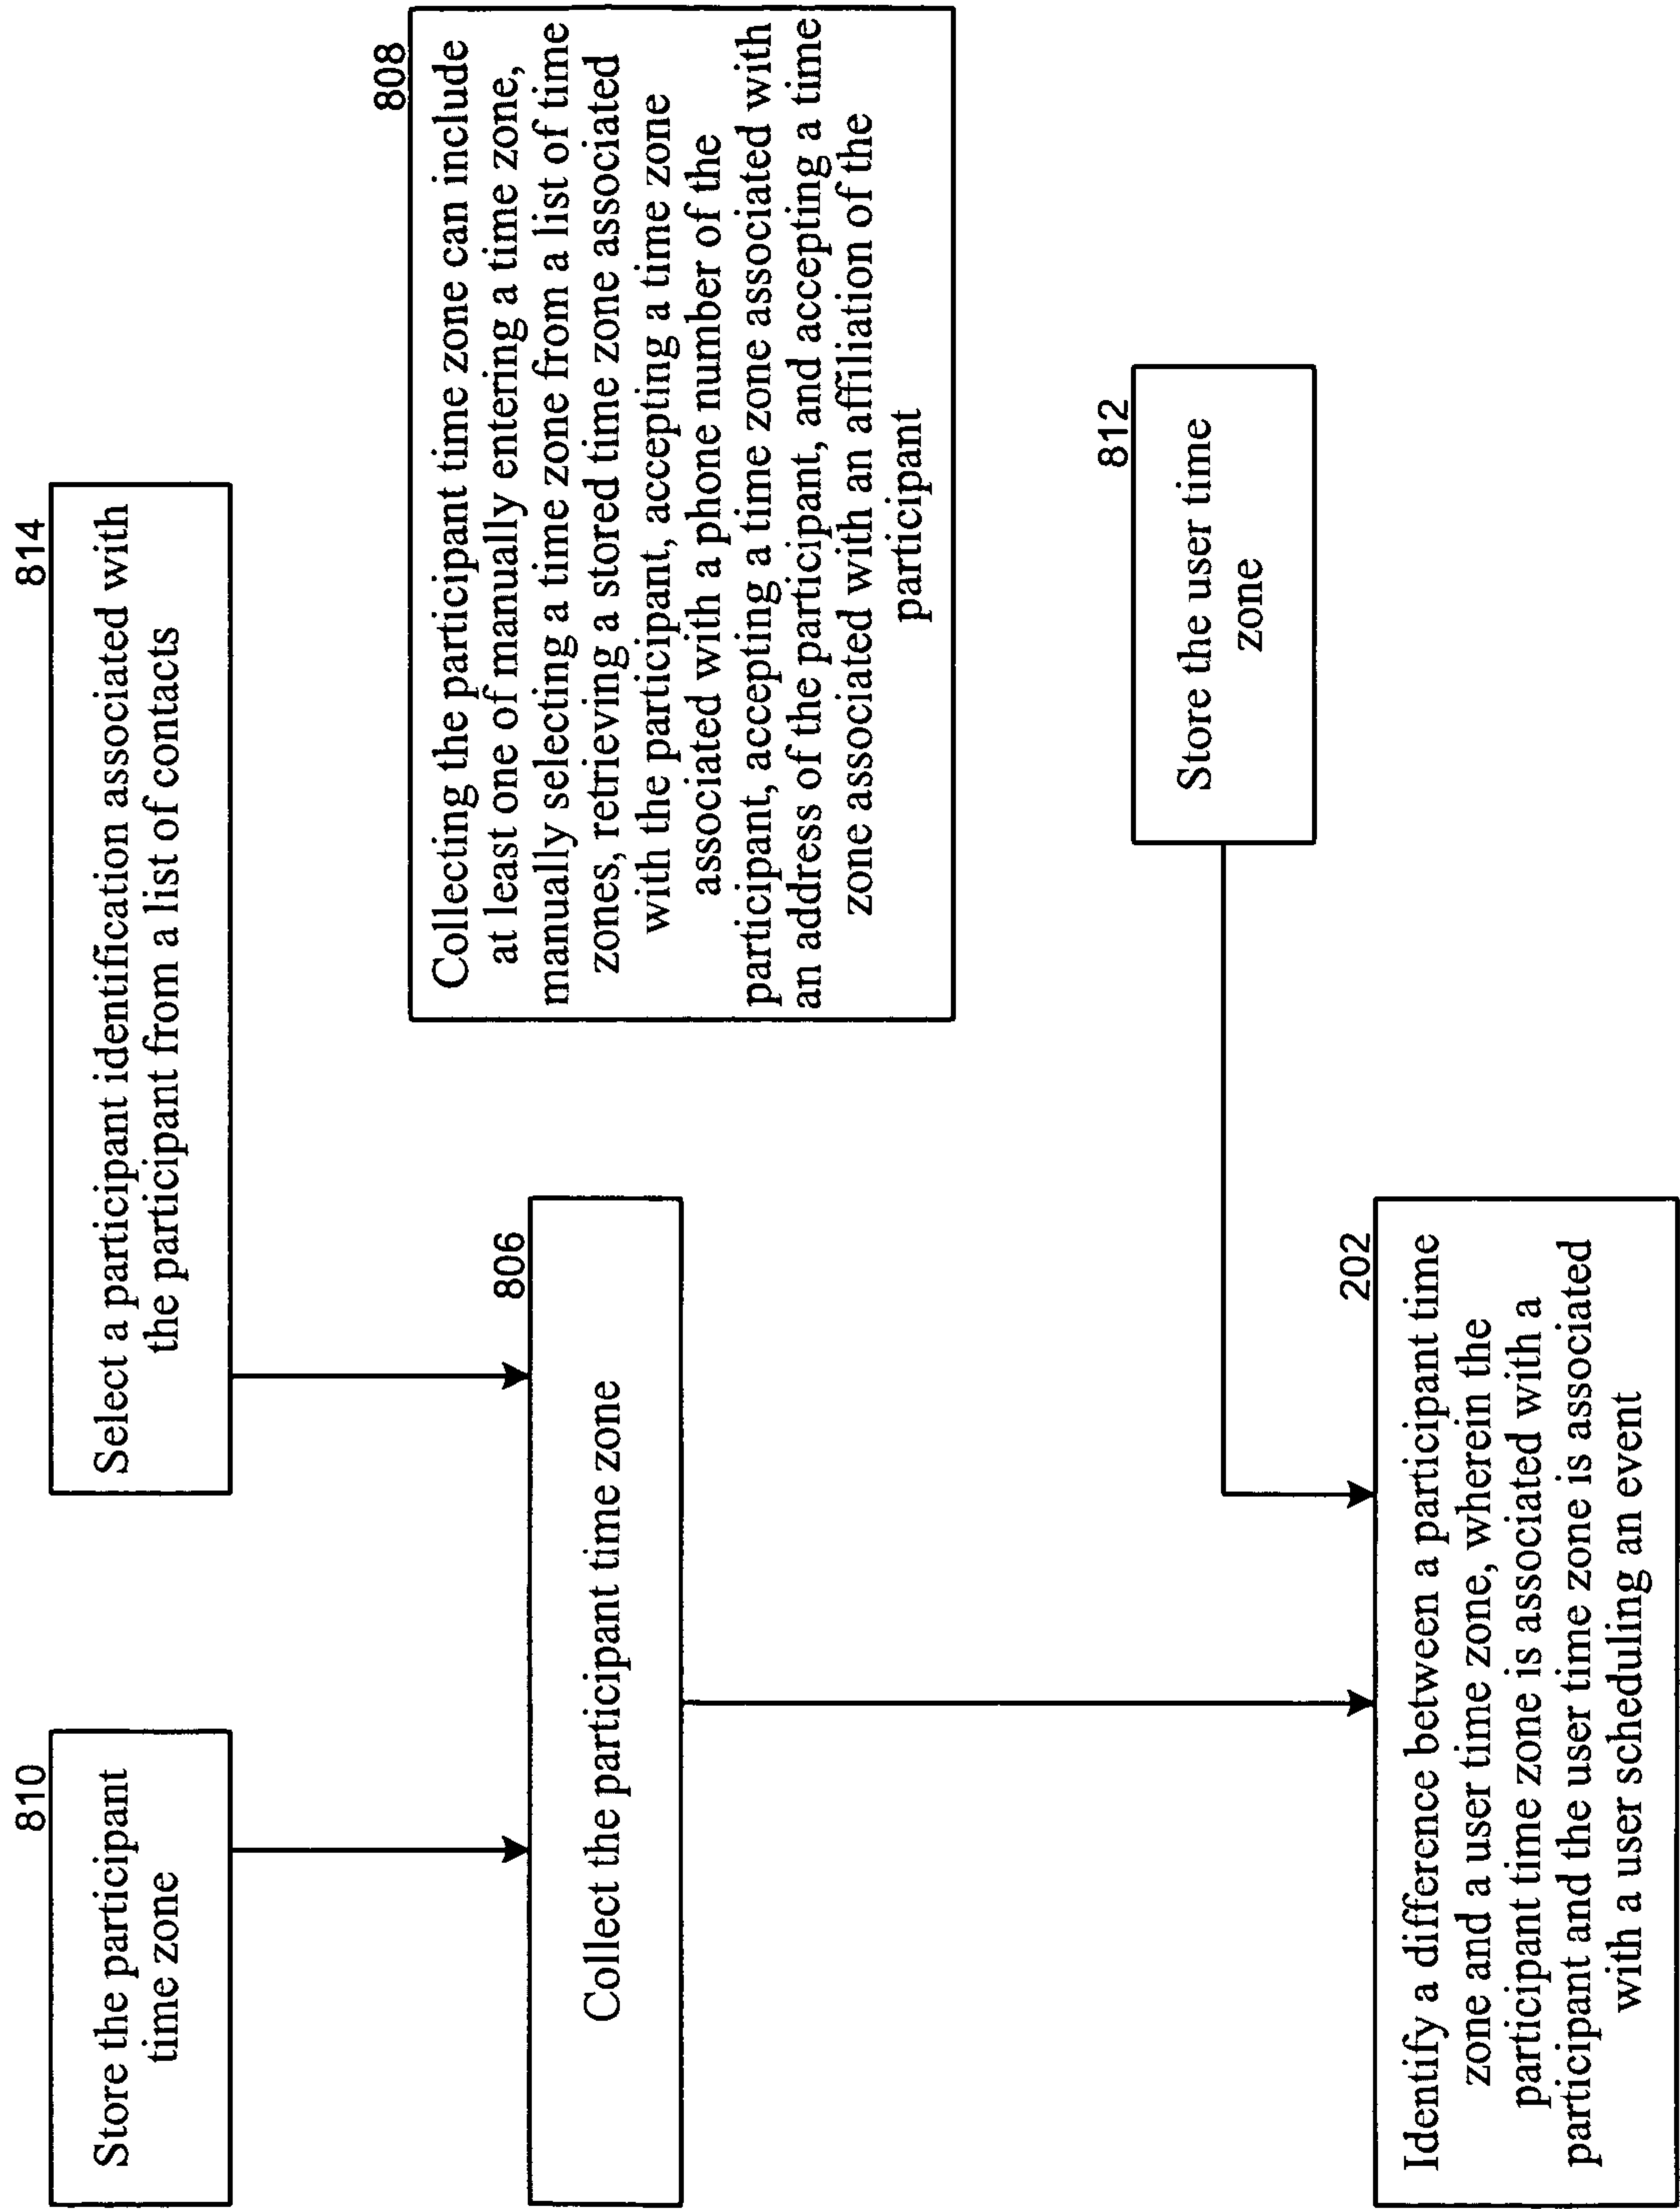 810
Store the participant
time zone
814
Select a participant identification associated with
the participant from a list of contacts
806
Collect the participant time zone
808
Collecting the participant time zone can include
at least one of manually entering a time zone,
manually selecting a time zone from a list of time
zones, retrieving a stored time zone associated
with the participant, accepting a time zone
associated with a phone number of the
participant, accepting a time zone associated with
an address of the participant, and accepting a time
zone associated with an affiliation of the
participant
812
Store the user time
zone
202
Identify a difference between a participant time
zone and a user time zone, wherein the
participant time zone is associated with a
participant and the user time zone is associated
with a user scheduling an event